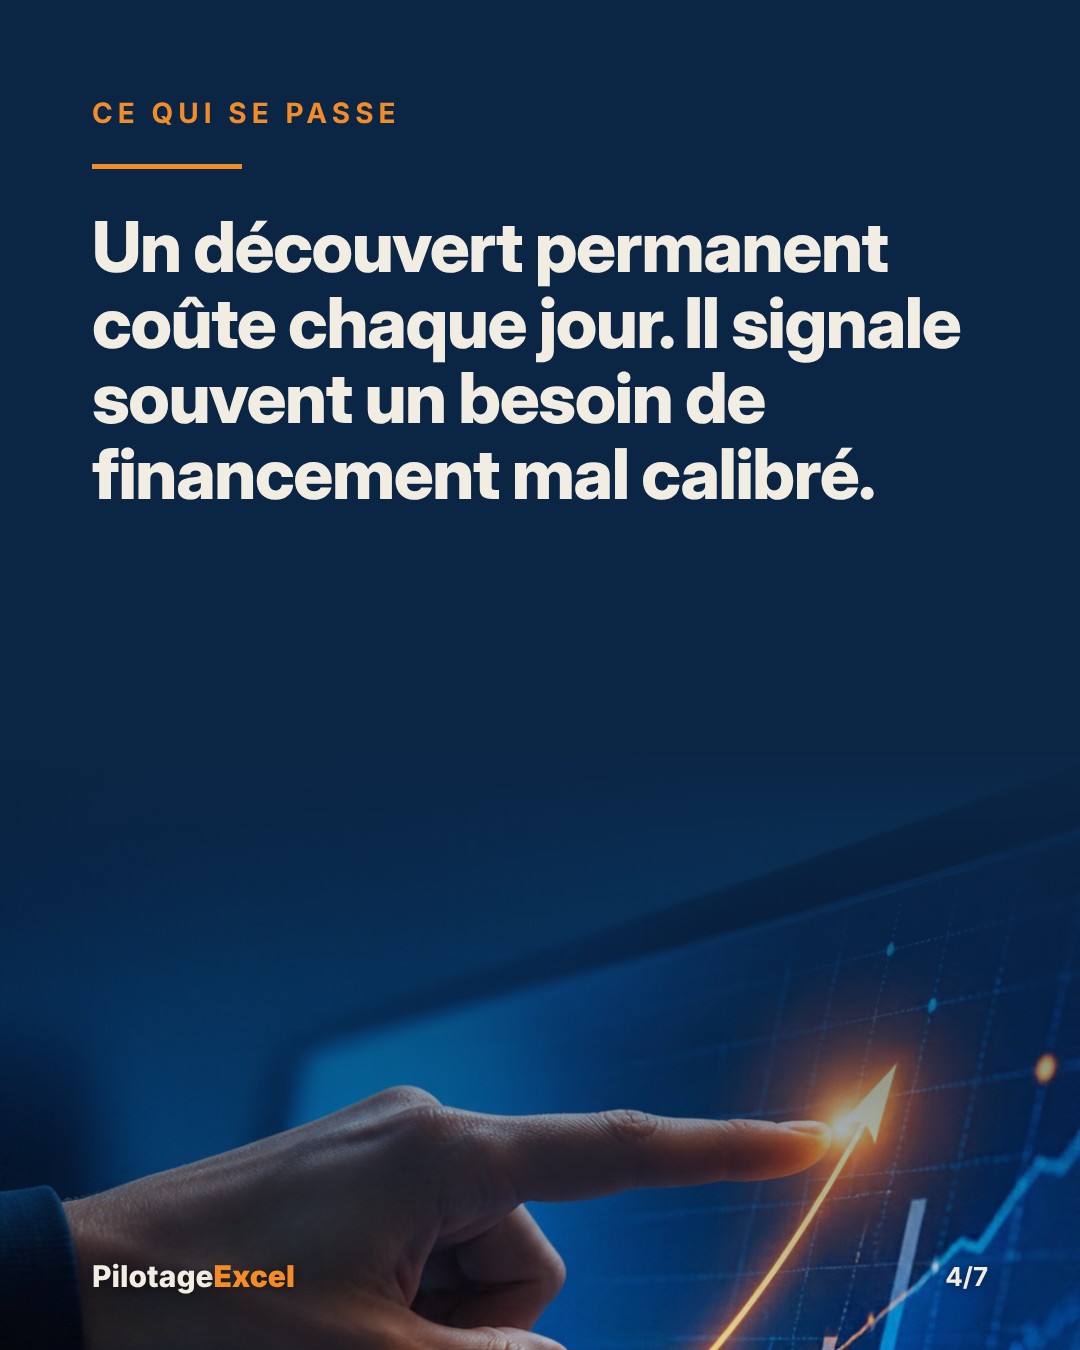 CE QUI SE PASSE
Un découvert permanent
coûte chaque jour. Il signale
souvent un besoin de
financement mal calibré.
PilotageExcel
4/7